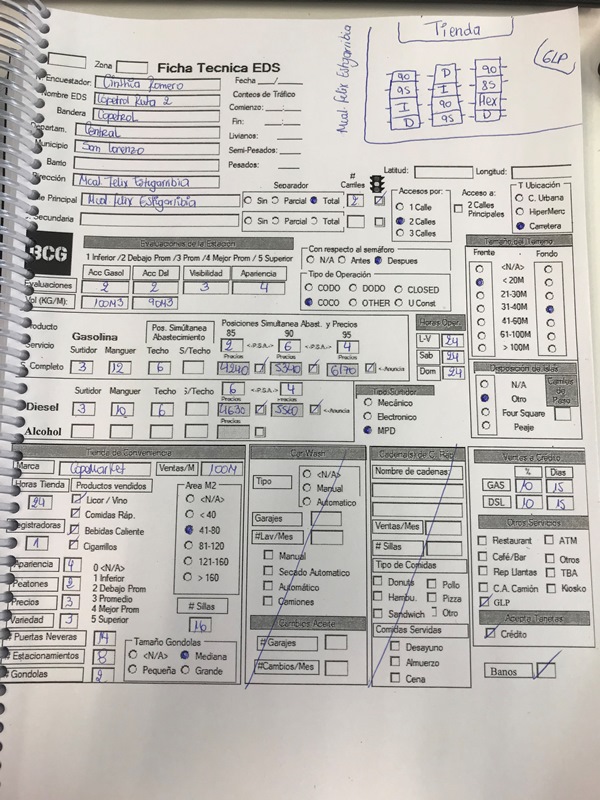 Tienda
GLP
Mcal. Felix Estigarribia
90 D 90
95 I 85
I 90 Hex
D 95 D
Zona
Ficha Tecnica EDS
Encuestador: Cinthia Romero
Fecha __/__/__
Nombre EDS Copetrol Ruta 2
Conteos de Tráfico
Bandera Copetrol
Comienzo:
Departam. Central
Fin:
Municipio San Lorenzo
Livianos:
Barrio
Semi-Pesados:
Pesados:
Dirección Mcal. Felix Estigarribia
Separador # Carriles
Latitud: Longitud:
Principal Mcal Felix Estigarribia Sin Parcial Total 2
Secundaria Sin Parcial Total
Accesos por:
1 Calle
2 Calles
3 Calles
Acceso a:
2 Calles Principales
T Ubicación
C. Urbana
HiperMerc
Carretera
BCG
Evaluaciones de la Estación
1 Inferior /2 Debajo Prom /3 Prom /4 Mejor Prom / 5 Superior
Acc Gasol Acc Dsl Visibilidad Apariencia
Evaluaciones 2 2 3 4
Vol (KG/M): 100M3 90M3
Con respecto al semáforo
N/A Antes Despues
Tipo de Operación
CODO DODO CLOSED
COCO OTHER U Const
Tamaño del Terreno
Frente Fondo
<N/A>
< 20M
21-30M
31-40M
41-60M
61-100M
> 100M
Producto
Servicio
Gasolina
Pos. Simultánea Abastecimiento
Posiciones Simultanea Abast. y Precios
85 90 95
2 <-P.S.A.-> 6 <-P.S.A.-> 4
Surtidor Manguer Techo S/Techo Precios Precios Precios
S. Completo 3 12 6 4240 5340 6170 <-Anuncia
Horas Oper.
L-V 24
Sab 24
Dom 24
Surtidor Manguer Techo S/Techo 6 <-P.S.A.-> 4
Precios Precios
Diesel 3 10 6 4630 5560 <-Anuncia
Alcohol
Tipo Surtidor
Mecánico
Electronico
MPD
Disposición de Islas
N/A
Otro
Four Square
Peaje
Cambios de Paso
Tienda de Conveniencia
Marca Copemarket Ventas/M 100M
Horas Tienda 24
Productos vendidos
Licor / Vino
Comidas Ráp.
Bebidas Caliente
Cigarrillos
Registradoras 1
Area M2
<N/A>
< 40
41-80
81-120
121-160
> 160
Apariencia 4
Peatones 2
Precios 3
Variedad 3
0 <N/A>
1 Inferior
2 Debajo Prom
3 Promedio
4 Mejor Prom
5 Superior
# Sillas
16
# Puertas Neveras 14
# Estacionamientos 8
# Gondolas 2
Tamaño Gondolas
<N/A> Mediana
Pequeña Grande
Car Wash
Tipo
<N/A>
Manual
Automatico
Garajes
#Lav/Mes
Manual
Secado Automatico
Automático
Camiones
Cambios Aceite
# Garajes
#Cambios/Mes
Cadena(s) de C. Rap
Nombre de cadenas:
Ventas/Mes
# Sillas
Tipo de Comidas
Donuts Pollo
Hambu. Pizza
Sandwich Otro
Comidas Servidas
Desayuno
Almuerzo
Cena
Ventas a Crédito
% Dias
GAS 10 15
DSL 10 15
Otros Servicios
Restaurant ATM
Café/Bar Otros
Rep Llantas TBA
C.A. Camión Kiosko
GLP
Acepta Tarjetas
Crédito
Banos